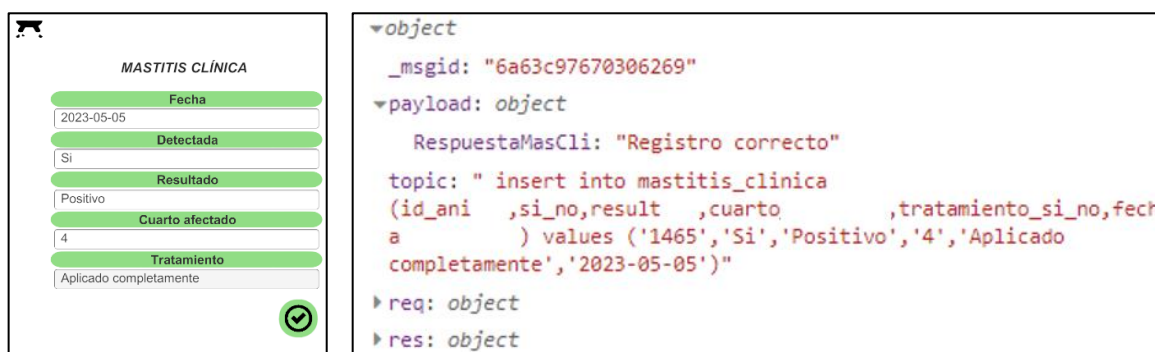 MASTITIS CLÍNICA
Fecha
2023-05-05
Detectada
Si
Resultado
Positivo
Cuarto afectado
4
Tratamiento
Aplicado completamente
object
_msgid: "6a63c97670306269"
payload: object
RespuestaMasCli: "Registro correcto"
topic: " insert into mastitis_clinica
(id_ani ,si_no,result ,cuarto ,tratamiento_si_no,fech
a ) values ('1465','Si','Positivo','4','Aplicado
completamente','2023-05-05')"
req: object
res: object